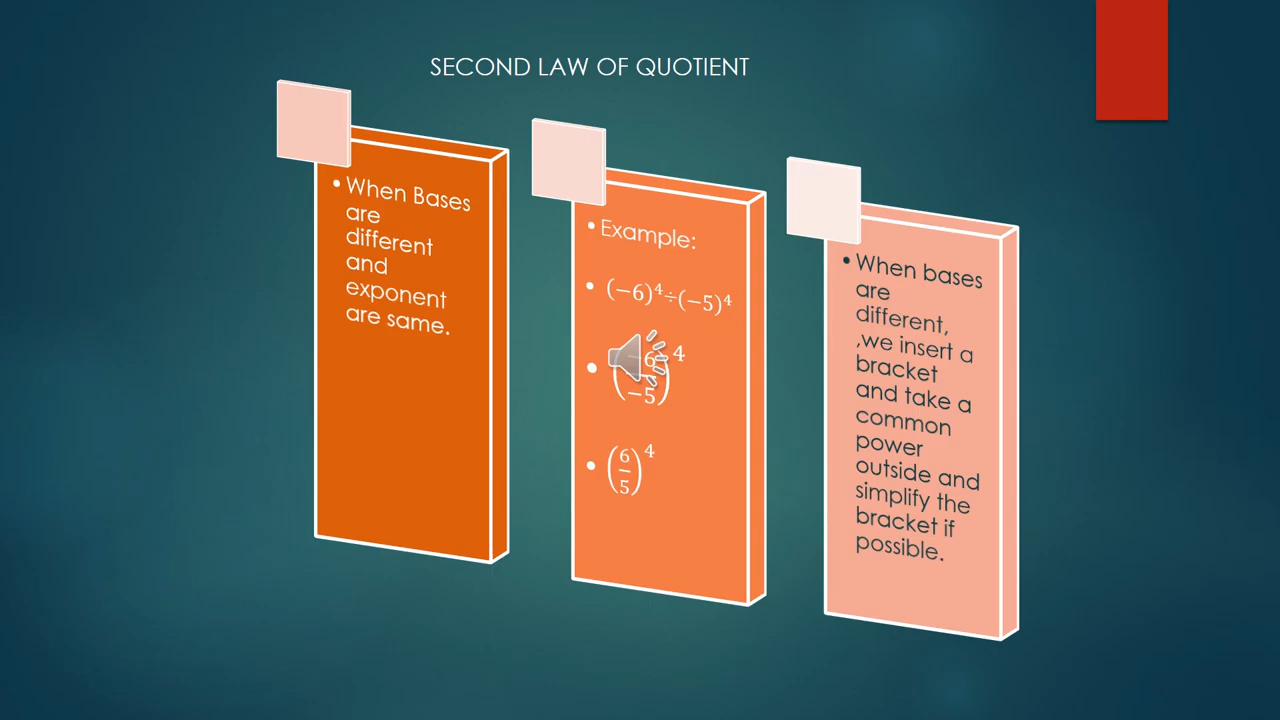 SECOND LAW OF QUOTIENT
• When Bases
are
different
and
exponent
are same.
• Example:
• (−6)⁴÷(−5)⁴
• (−6/−5)⁴
• (6/5)⁴
• When bases
are
different,
,we insert a
bracket
and take a
common
power
outside and
simplify the
bracket if
possible.